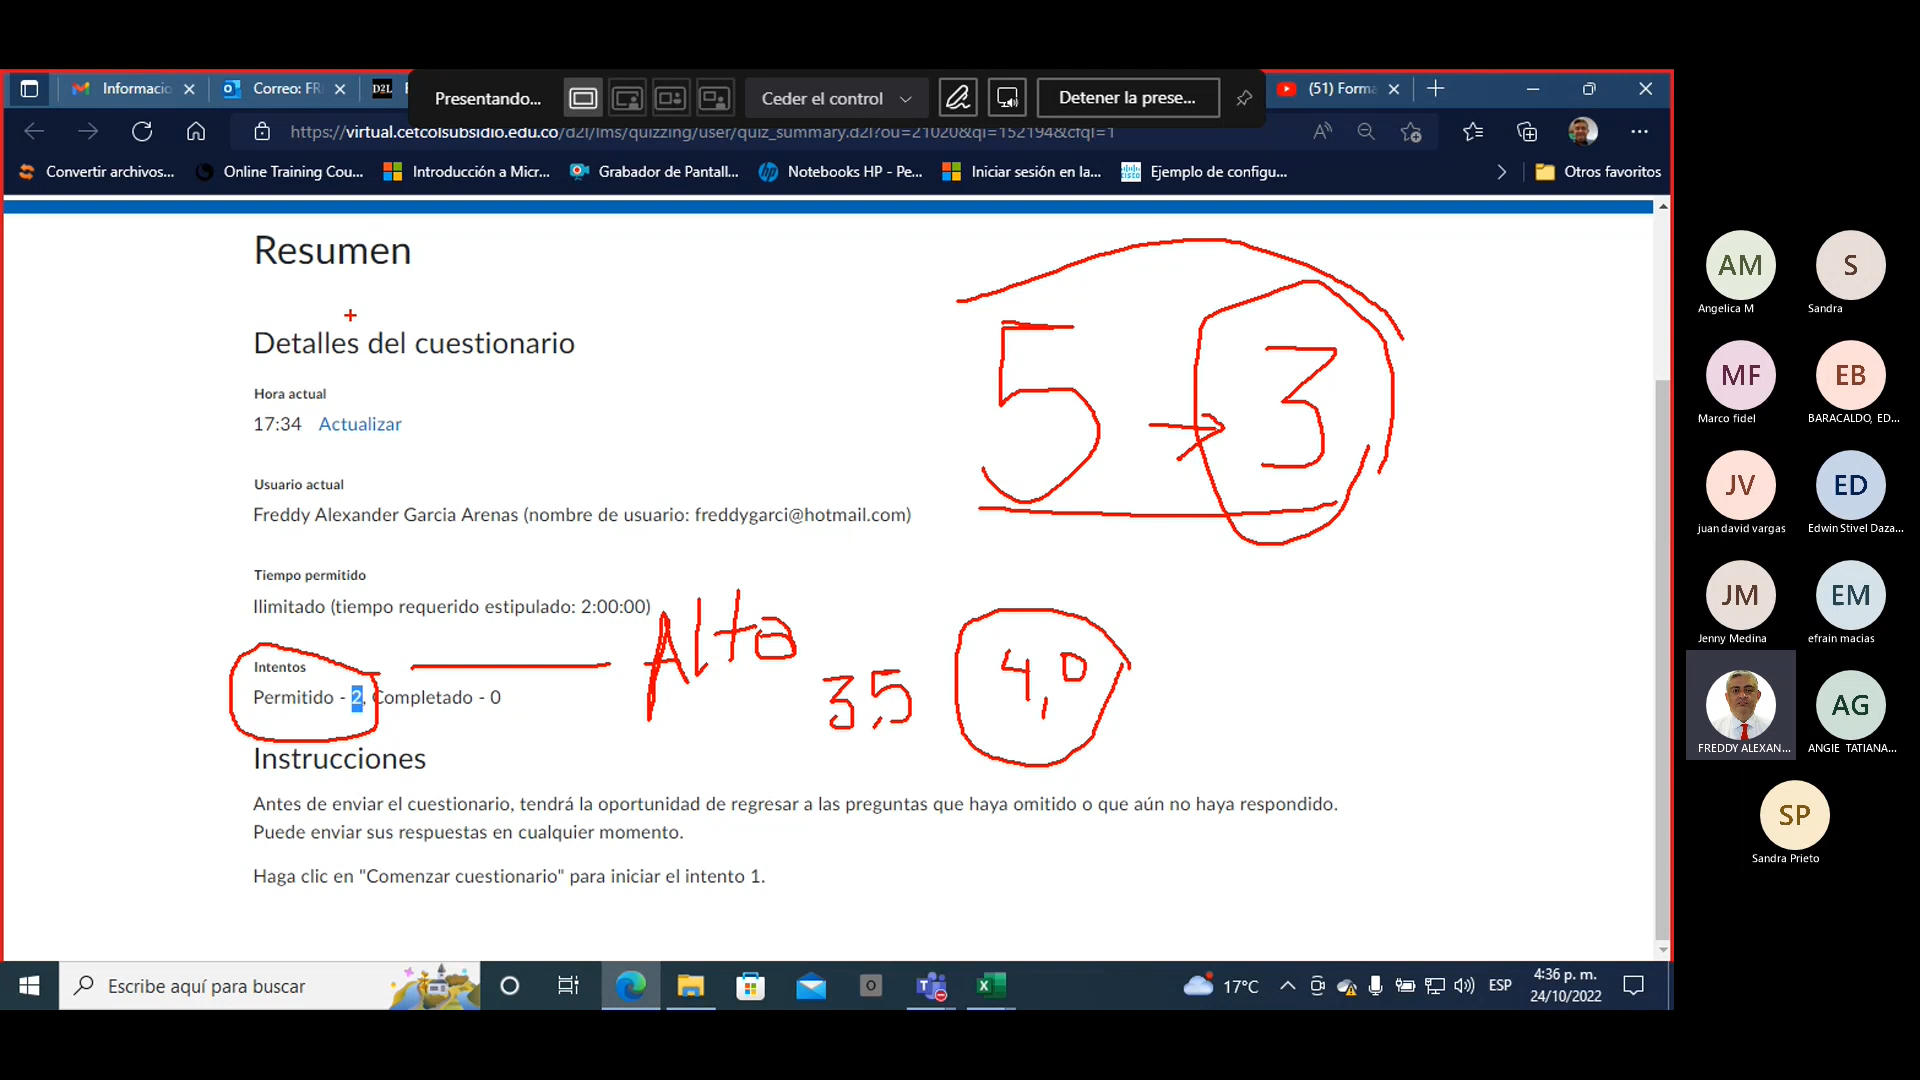 Informacio
Correo: FR
D2L
Presentando...
Ceder el control
Detener la prese...
(51) Forma
https://virtual.cetcolsubsidio.edu.co/d2l/lms/quizzing/user/quiz_summary.d2l?ou=21020&qi=152194&cfql=1
Convertir archivos...
Online Training Cou...
Introducción a Micr...
Grabador de Pantall...
Notebooks HP - Pe...
Iniciar sesión en la...
Ejemplo de configu...
Otros favoritos
Resumen
Detalles del cuestionario
Hora actual
17:34 Actualizar
Usuario actual
Freddy Alexander Garcia Arenas (nombre de usuario: freddygarci@hotmail.com)
Tiempo permitido
Ilimitado (tiempo requerido estipulado: 2:00:00)
Intentos
Permitido - 2, Completado - 0
Instrucciones
Antes de enviar el cuestionario, tendrá la oportunidad de regresar a las preguntas que haya omitido o que aún no haya respondido.
Puede enviar sus respuestas en cualquier momento.
Haga clic en "Comenzar cuestionario" para iniciar el intento 1.
5 → 3
Alto
3,5
4,0
AM
Angelica M
S
Sandra
MF
Marco fidel
EB
BARACALDO, ED...
JV
juan david vargas
ED
Edwin Stivel Daza...
JM
Jenny Medina
EM
efrain macias
FREDDY ALEXAN...
AG
ANGIE TATIANA...
SP
Sandra Prieto
Escribe aquí para buscar
17°C
ESP
4:36 p. m.
24/10/2022